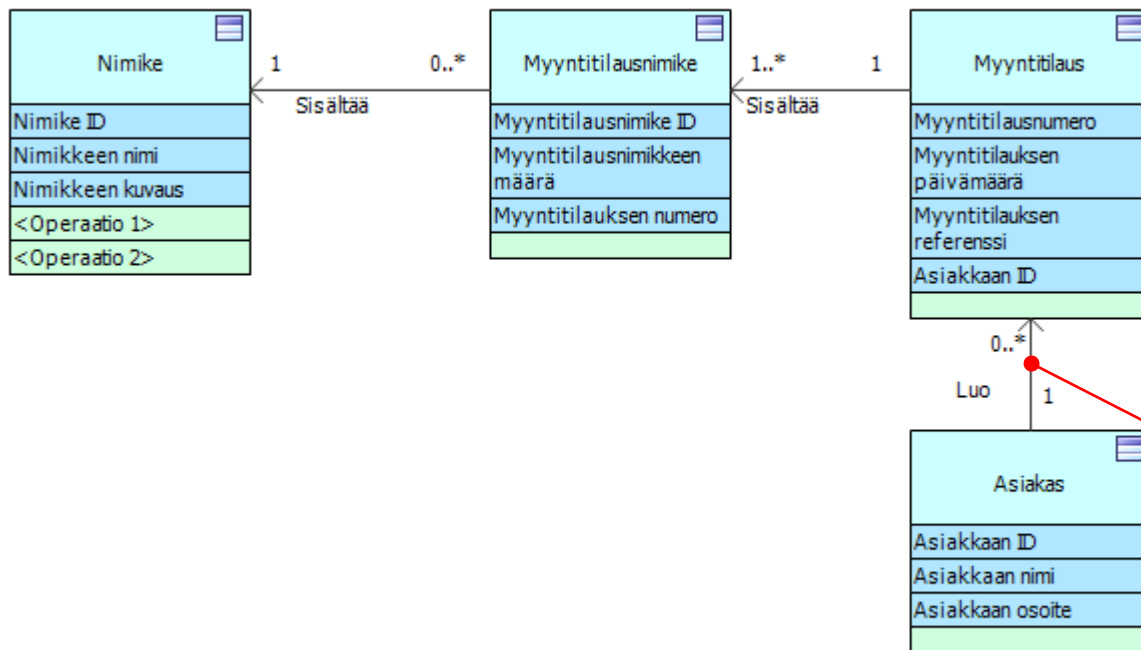 Nimike
Nimike ID
Nimikkeen nimi
Nimikkeen kuvaus
<Operaatio 1>
<Operaatio 2>
1
0..*
Sisältää
Myyntitilausnimike
Myyntitilausnimike ID
Myyntitilausnimikkeen
määrä
Myyntitilauksen numero
1..*
1
Sisältää
Myyntitilaus
Myyntitilausnumero
Myyntitilauksen
päivämäärä
Myyntitilauksen
referenssi
Asiakkaan ID
0..*
Luo
1
Asiakas
Asiakkaan ID
Asiakkaan nimi
Asiakkaan osoite